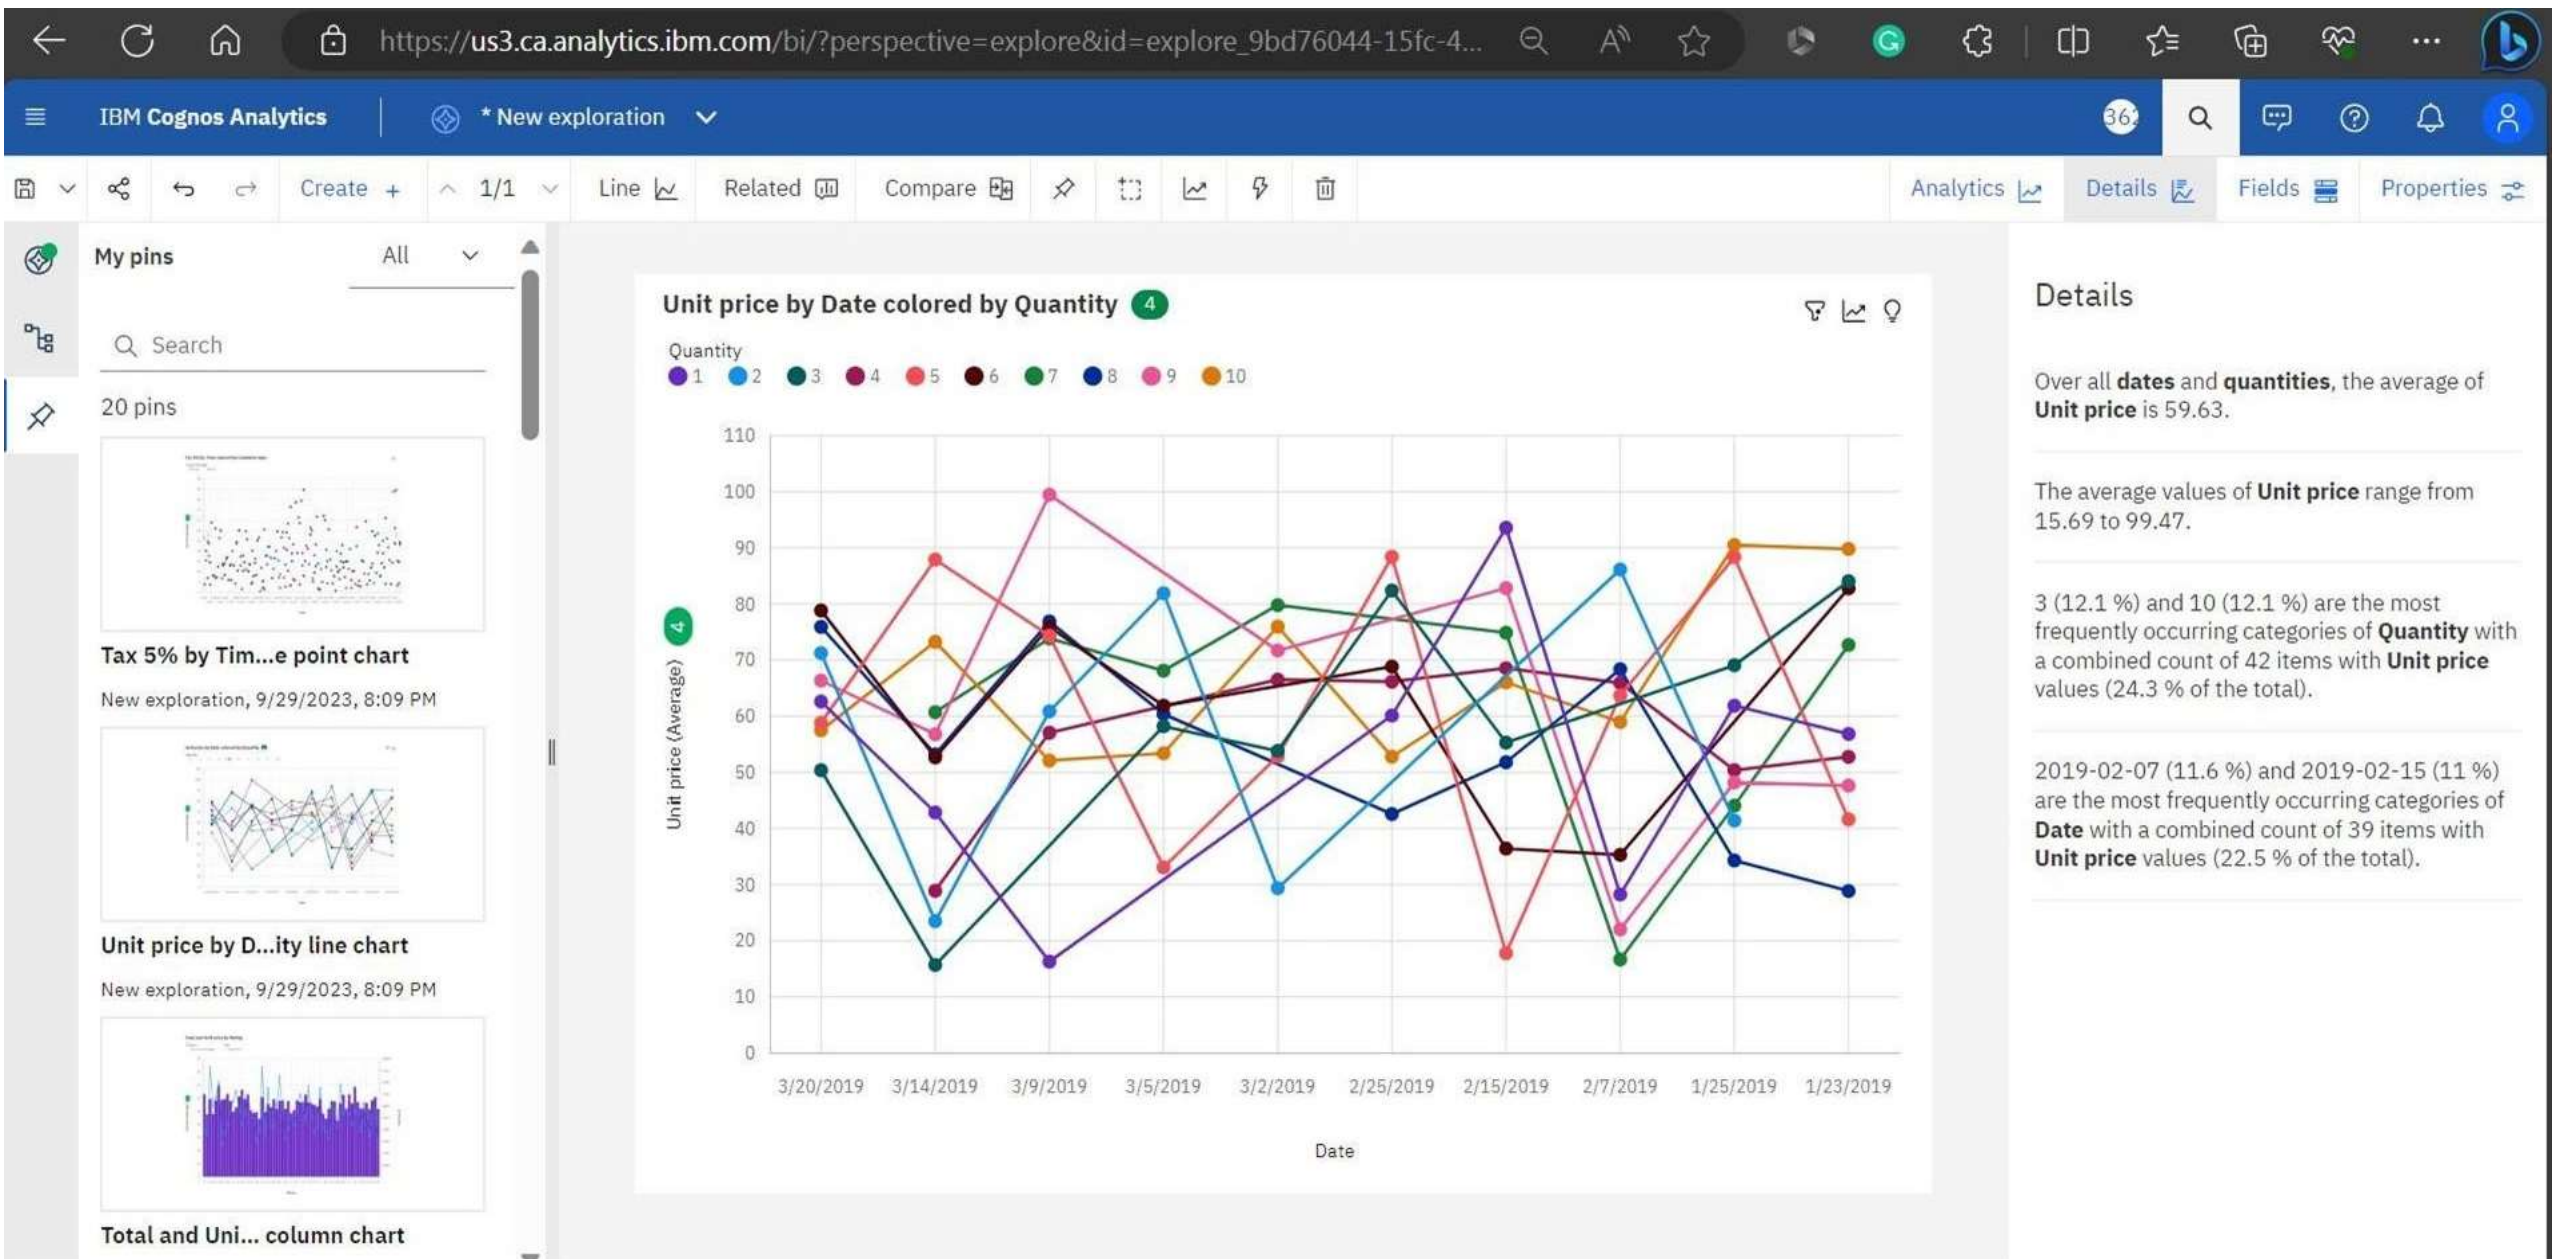 https://us3.ca.analytics.ibm.com/bi/?perspective=explore&id=explore_9bd76044-15fc-4...
IBM Cognos Analytics
* New exploration
362
Create +
1/1
Line
Related
Compare
Analytics
Details
Fields
Properties
My pins
All
Search
20 pins
Tax 5% by Tim...e point chart
New exploration, 9/29/2023, 8:09 PM
Unit price by D...ity line chart
New exploration, 9/29/2023, 8:09 PM
Total and Uni... column chart
Unit price by Date colored by Quantity 4
Quantity
1 2 3 4 5 6 7 8 9 10
4
Unit price (Average)
110
100
90
80
70
60
50
40
30
20
10
0
3/20/2019 3/14/2019 3/9/2019 3/5/2019 3/2/2019 2/25/2019 2/15/2019 2/7/2019 1/25/2019 1/23/2019
Date
Details
Over all dates and quantities, the average of
Unit price is 59.63.
The average values of Unit price range from
15.69 to 99.47.
3 (12.1 %) and 10 (12.1 %) are the most
frequently occurring categories of Quantity with
a combined count of 42 items with Unit price
values (24.3 % of the total).
2019-02-07 (11.6 %) and 2019-02-15 (11 %)
are the most frequently occurring categories of
Date with a combined count of 39 items with
Unit price values (22.5 % of the total).